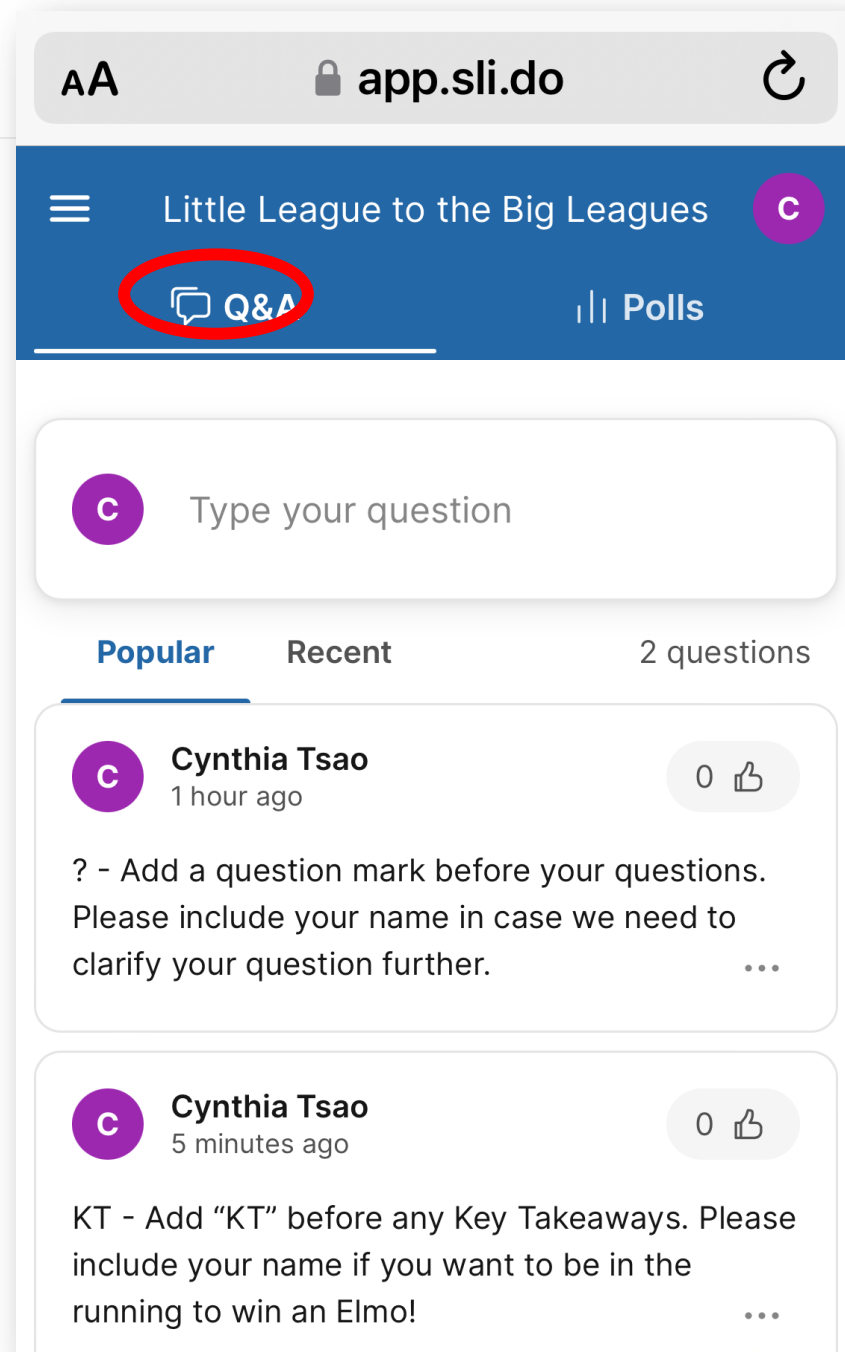 AA app.sli.do
Little League to the Big Leagues C
Q&A Polls
C Type your question
Popular Recent 2 questions
C Cynthia Tsao 0
1 hour ago
? - Add a question mark before your questions.
Please include your name in case we need to
clarify your question further.
C Cynthia Tsao 0
5 minutes ago
KT - Add “KT” before any Key Takeaways. Please
include your name if you want to be in the
running to win an Elmo!